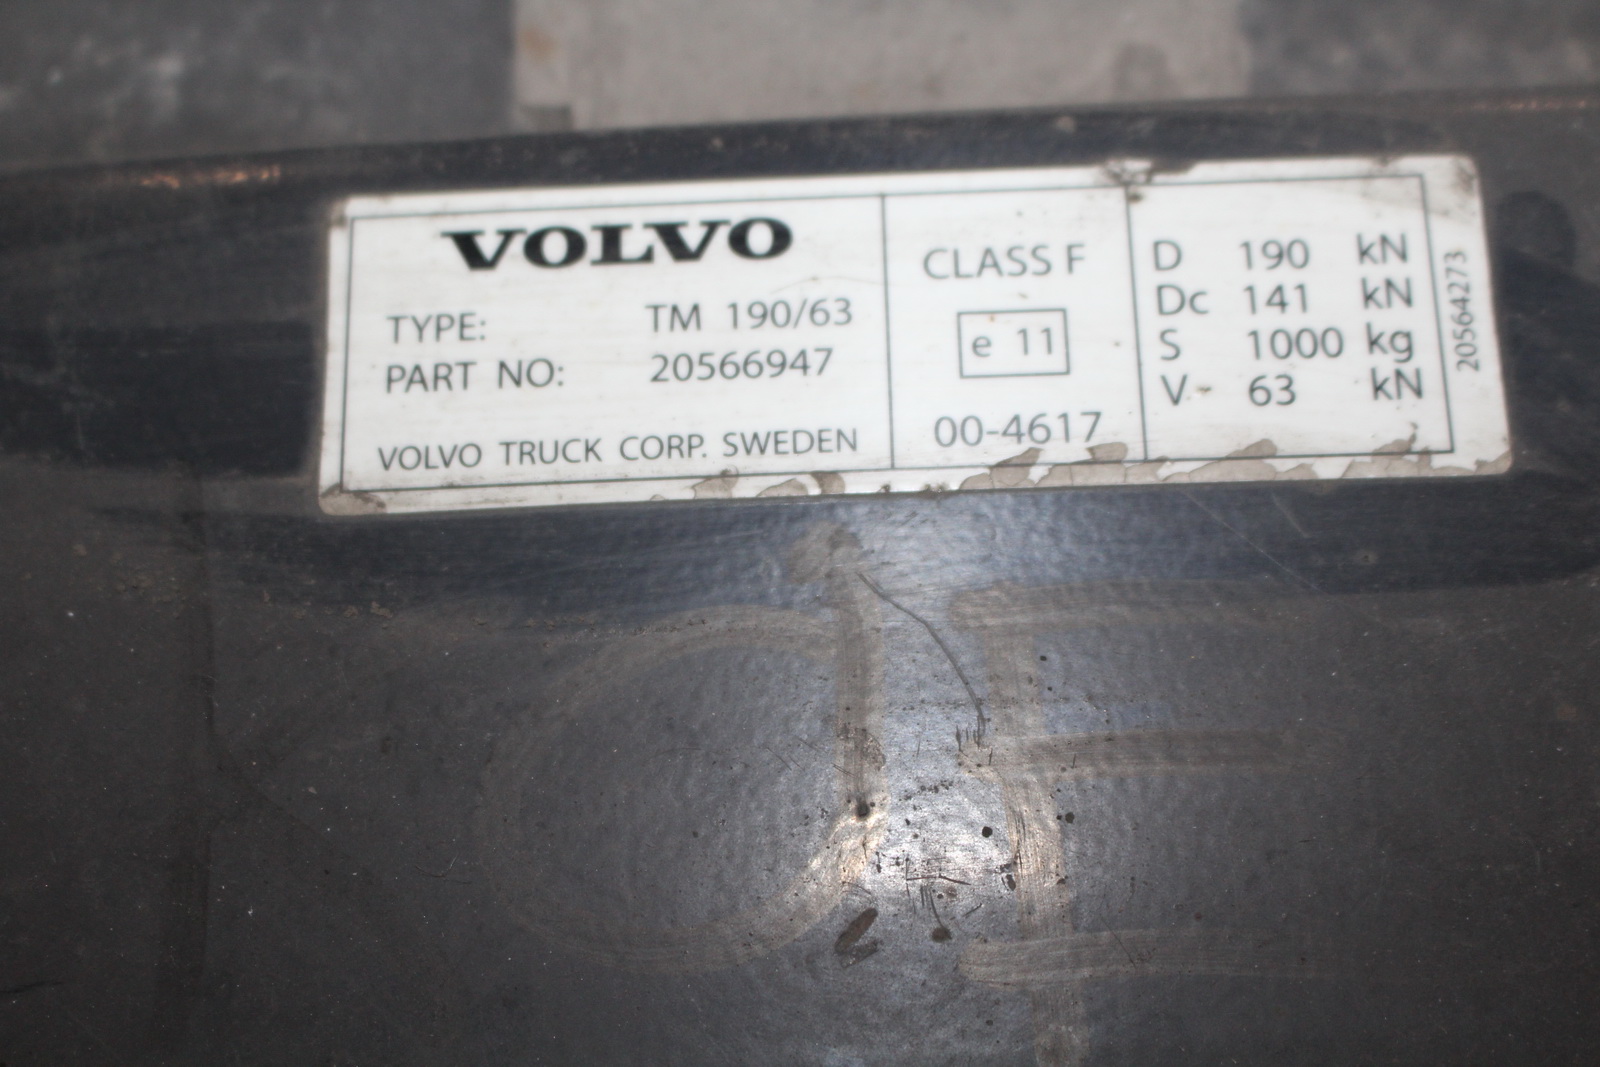 VOLVO
TYPE: TM 190/63
PART NO: 20566947
VOLVO TRUCK CORP. SWEDEN
CLASS F
e 11
00-4617
D 190 kN
Dc 141 kN
S 1000 kg
V 63 kN
20564273